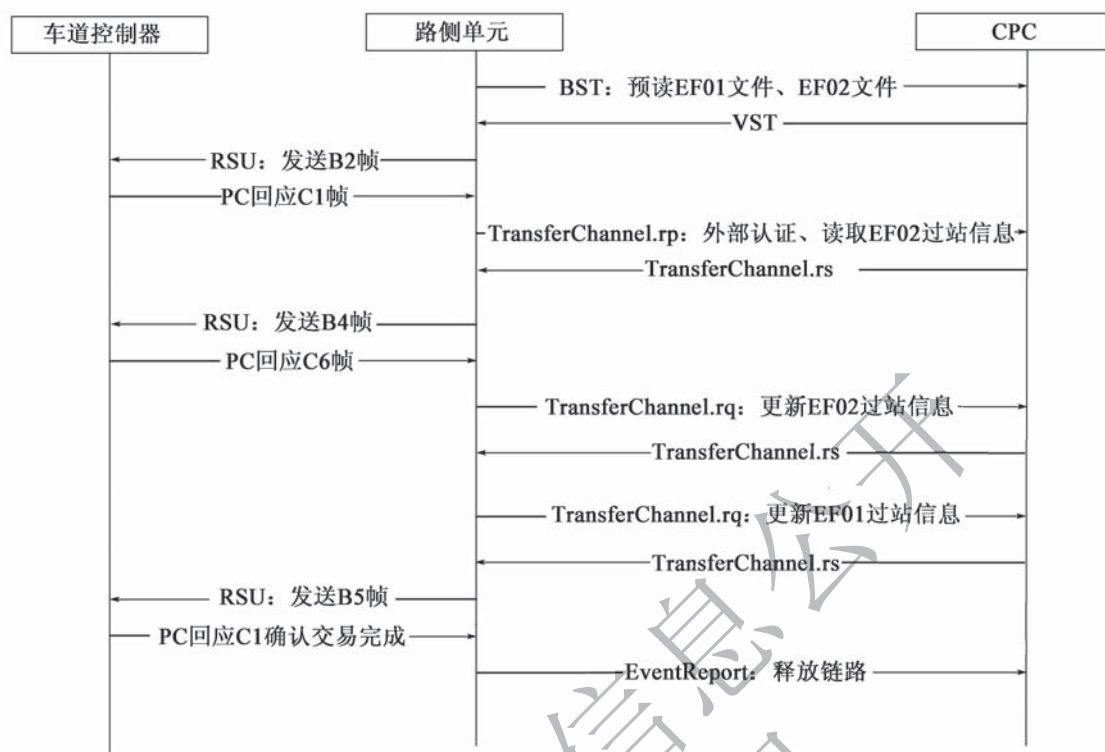 车道控制器
路侧单元
CPC
BST：预读EF01文件、EF02文件
VST
RSU：发送B2帧
PC回应C1帧
TransferChannel.rp：外部认证、读取EF02过站信息
TransferChannel.rs
RSU：发送B4帧
PC回应C6帧
TransferChannel.rq：更新EF02过站信息
TransferChannel.rs
TransferChannel.rq：更新EF01过站信息
TransferChannel.rs
RSU：发送B5帧
PC回应C1确认交易完成
EventReport：释放链路
信息公开